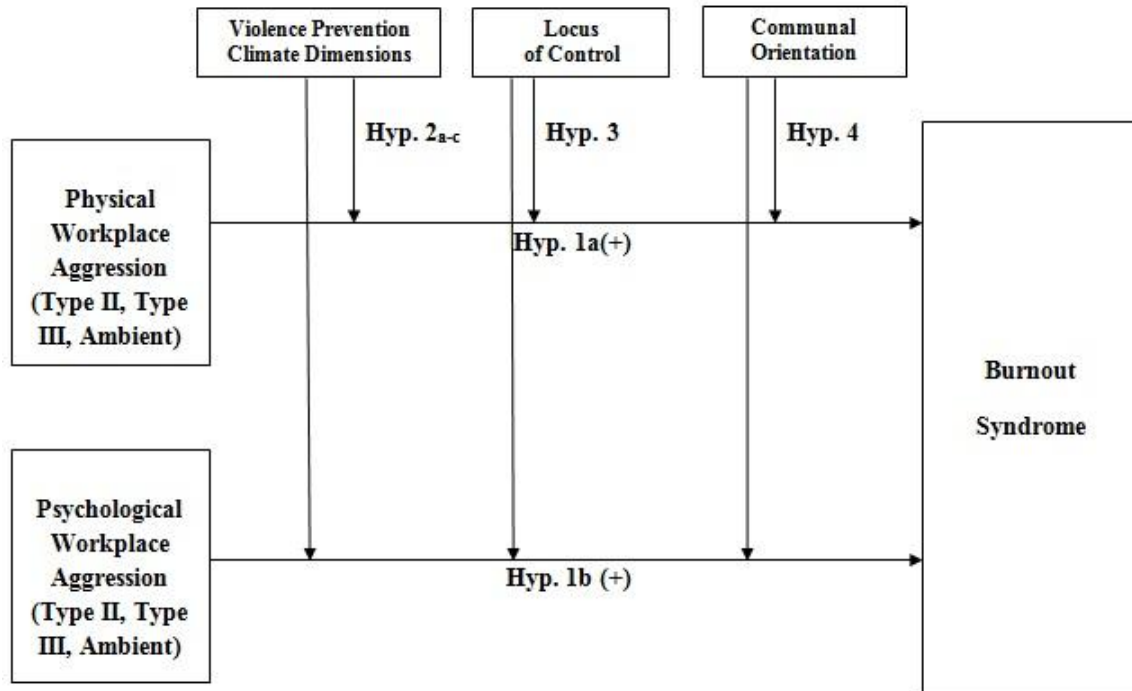 Violence Prevention
Climate Dimensions
Locus
of Control
Communal
Orientation
Hyp. 2a-c
Hyp. 3
Hyp. 4
Physical
Workplace
Aggression
(Type II, Type
III, Ambient)
Hyp. 1a(+)
Burnout
Syndrome
Psychological
Workplace
Aggression
(Type II, Type
III, Ambient)
Hyp. 1b (+)